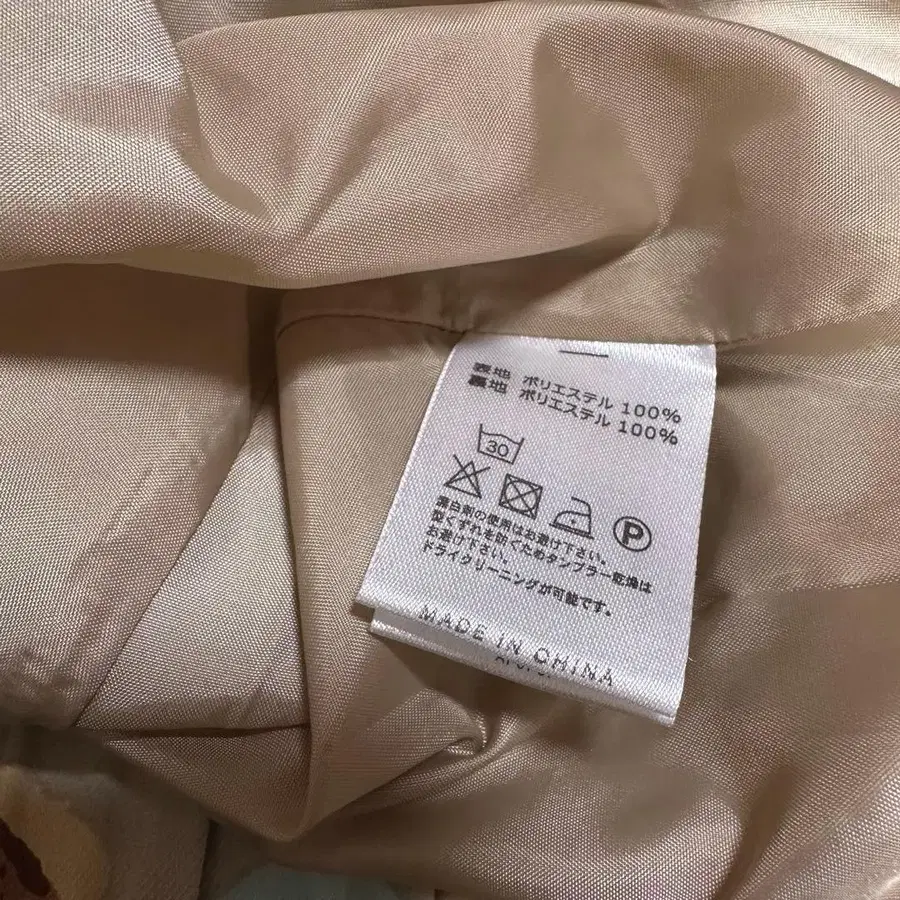 表地 ポリエステル 100%
裏地 ポリエステル 100%
30
P
漂白剤の使用はお避け下さい。
型くずれを防ぐためタンブラー乾燥は
お避け下さい。
ドライクリーニングが可能です。
MADE IN CHINA